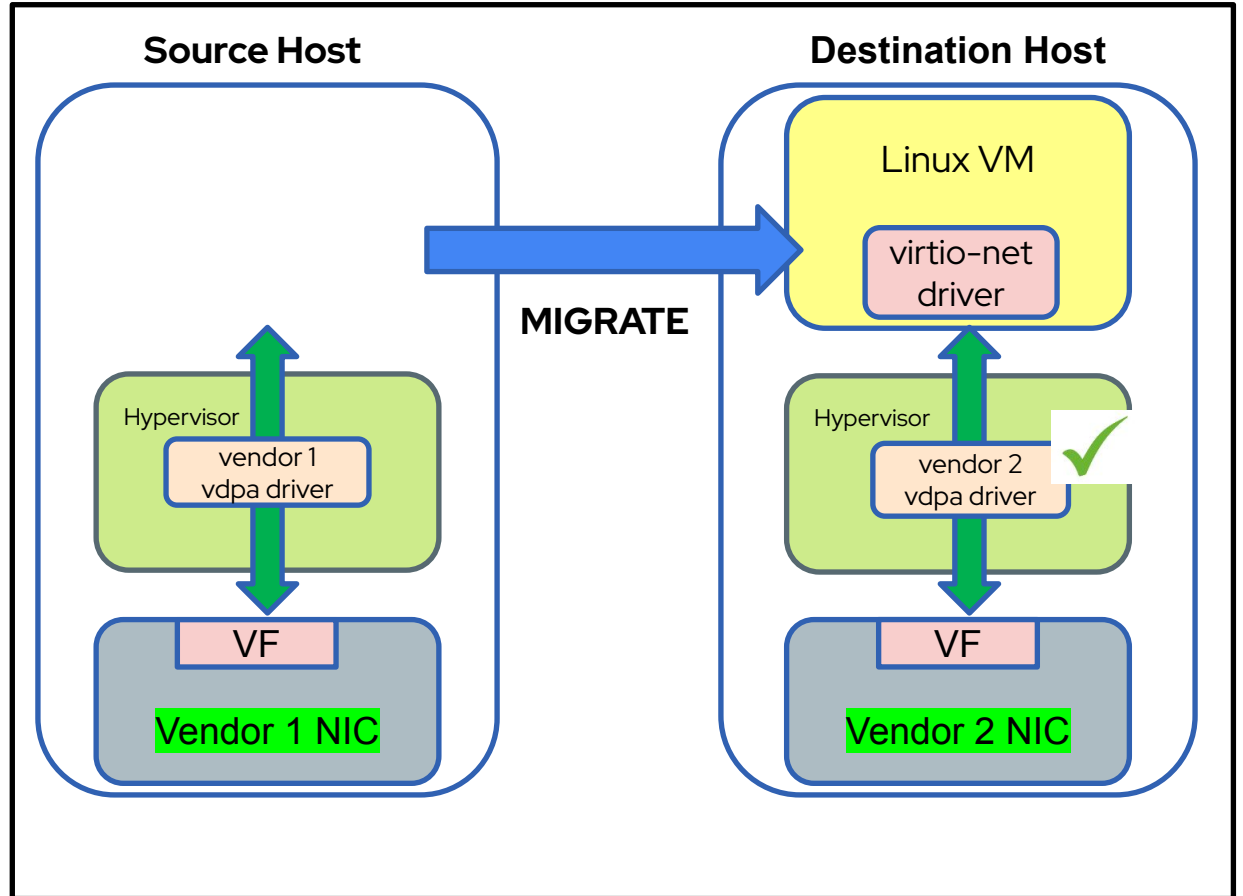 Source Host
Destination Host
Linux VM
virtio-net
driver
MIGRATE
Hypervisor
vendor 1
vdpa driver
Hypervisor
vendor 2
vdpa driver
VF
Vendor 1 NIC
VF
Vendor 2 NIC